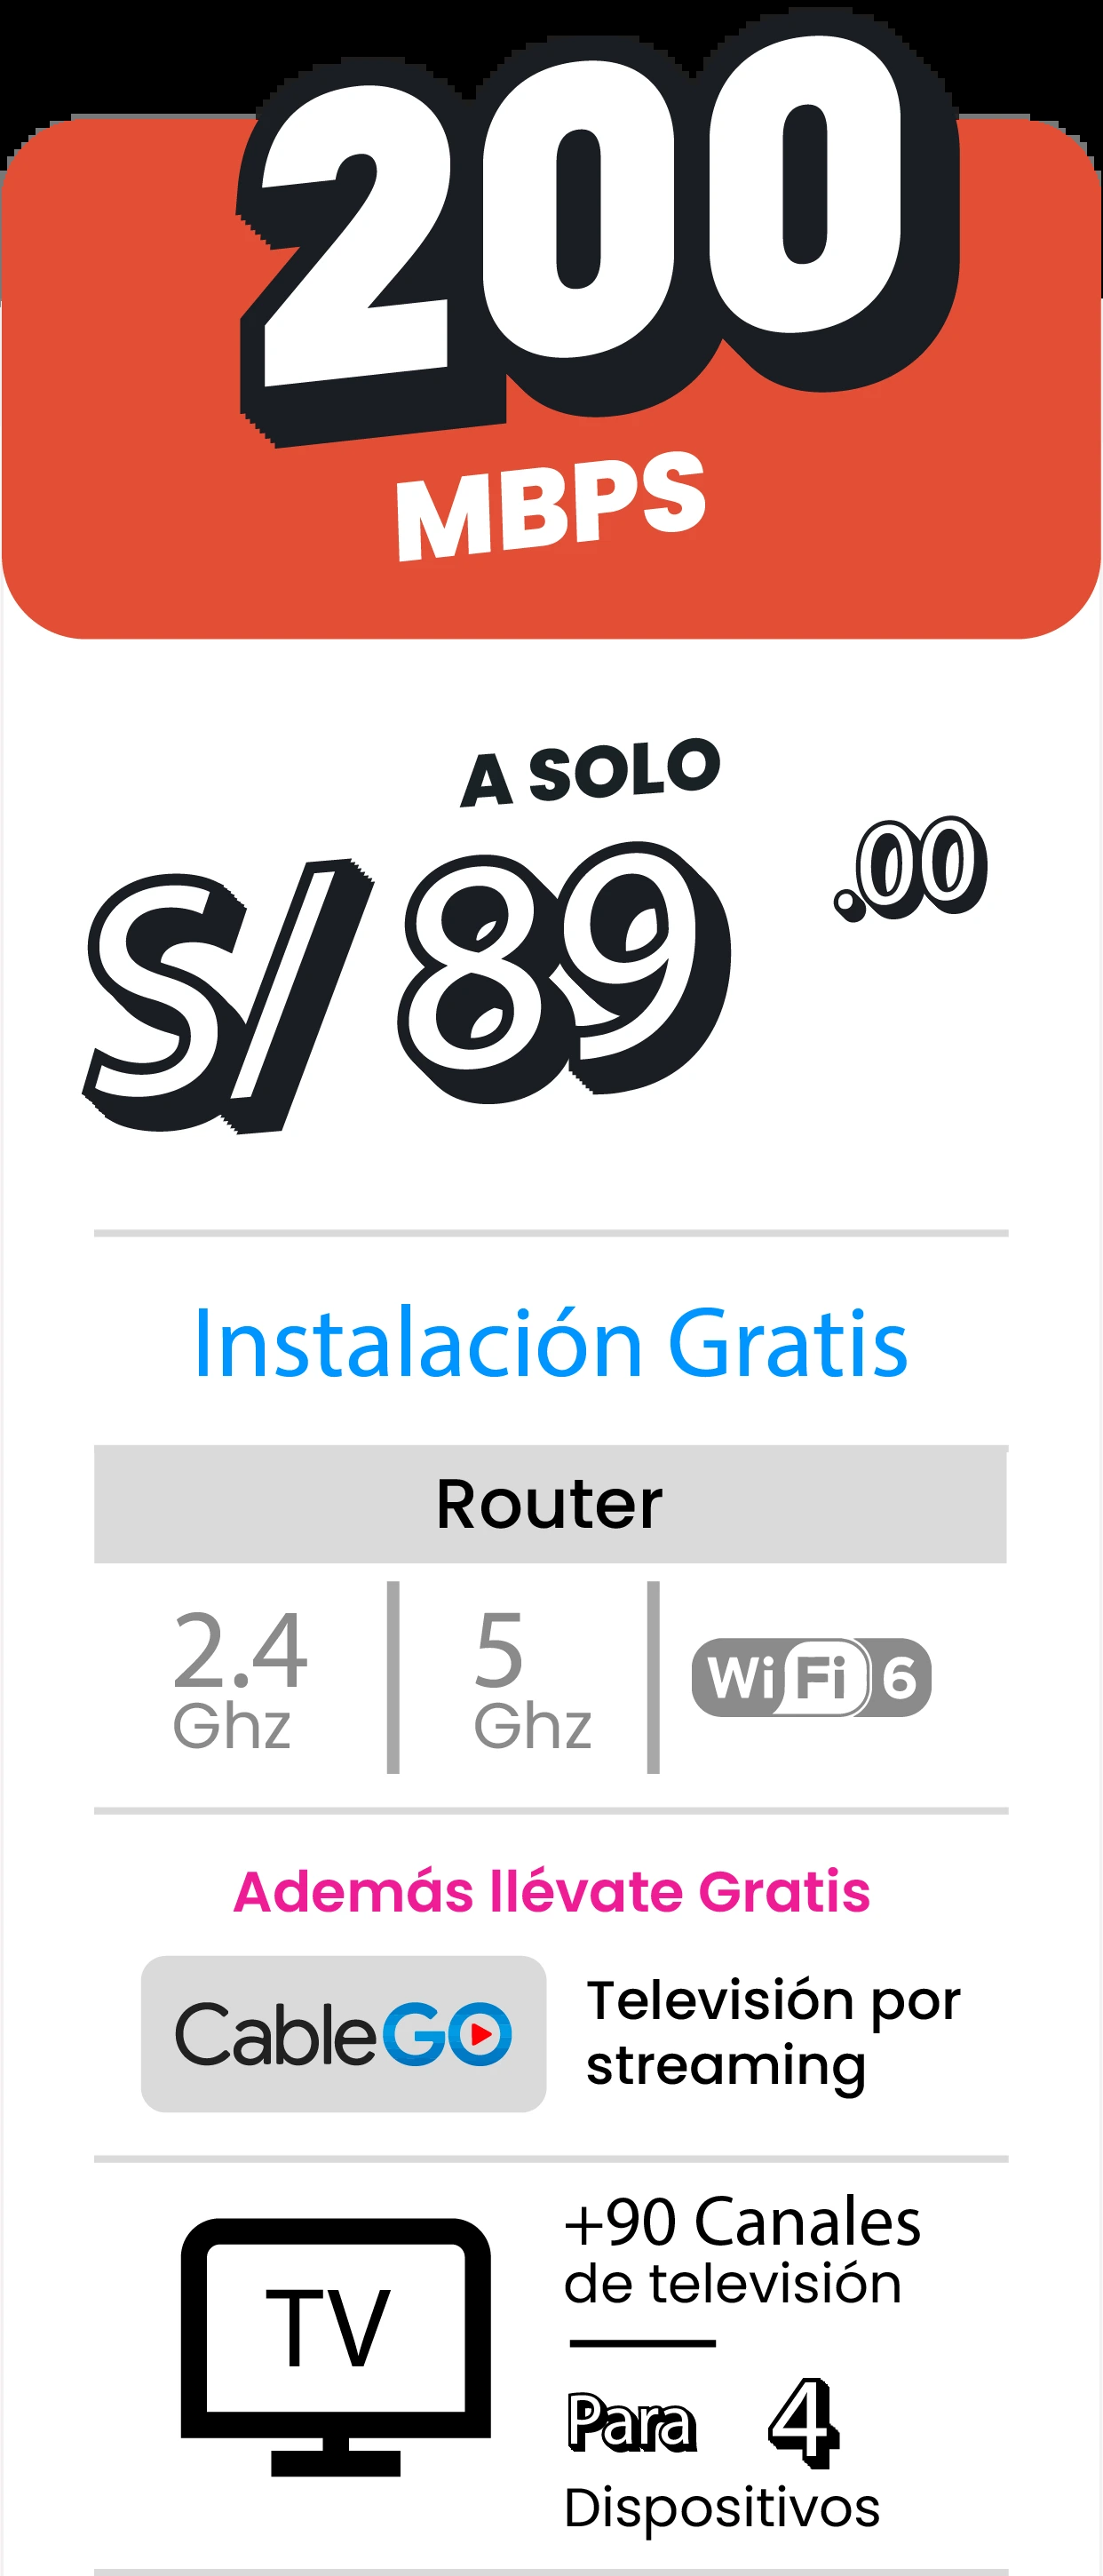 200
MBPS
A SOLO
S/ 89 .00
Instalación Gratis
Router
2.4 5 WiFi 6
Ghz Ghz
Además llévate Gratis
CableGO
Televisión por
streaming
TV
+90 Canales
de televisión
Para 4
Dispositivos